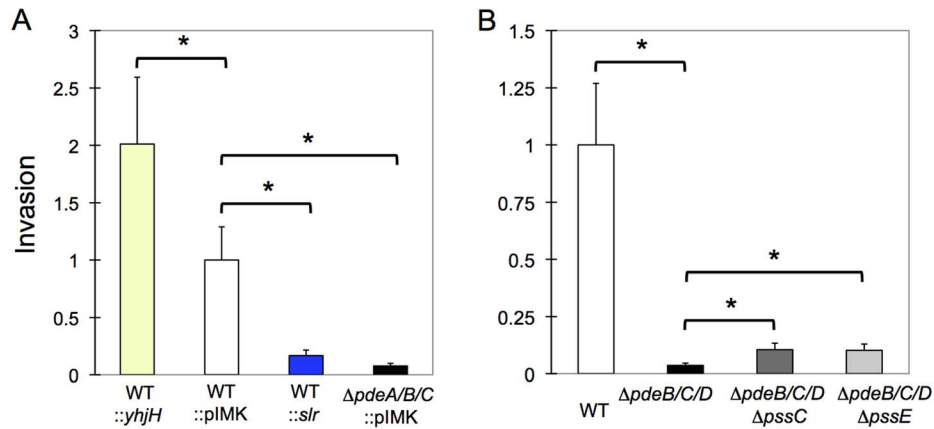 A
B
3
2.5
2
1.5
1
0.5
0
Invasion
*
*
*
WT
::yhjH
WT
::pIMK
WT
::slr
ΔpdeA/B/C
::pIMK
1.5
1.25
1
0.75
0.5
0.25
0
*
*
*
WT
ΔpdeB/C/D
ΔpdeB/C/D
ΔpssC
ΔpdeB/C/D
ΔpssE